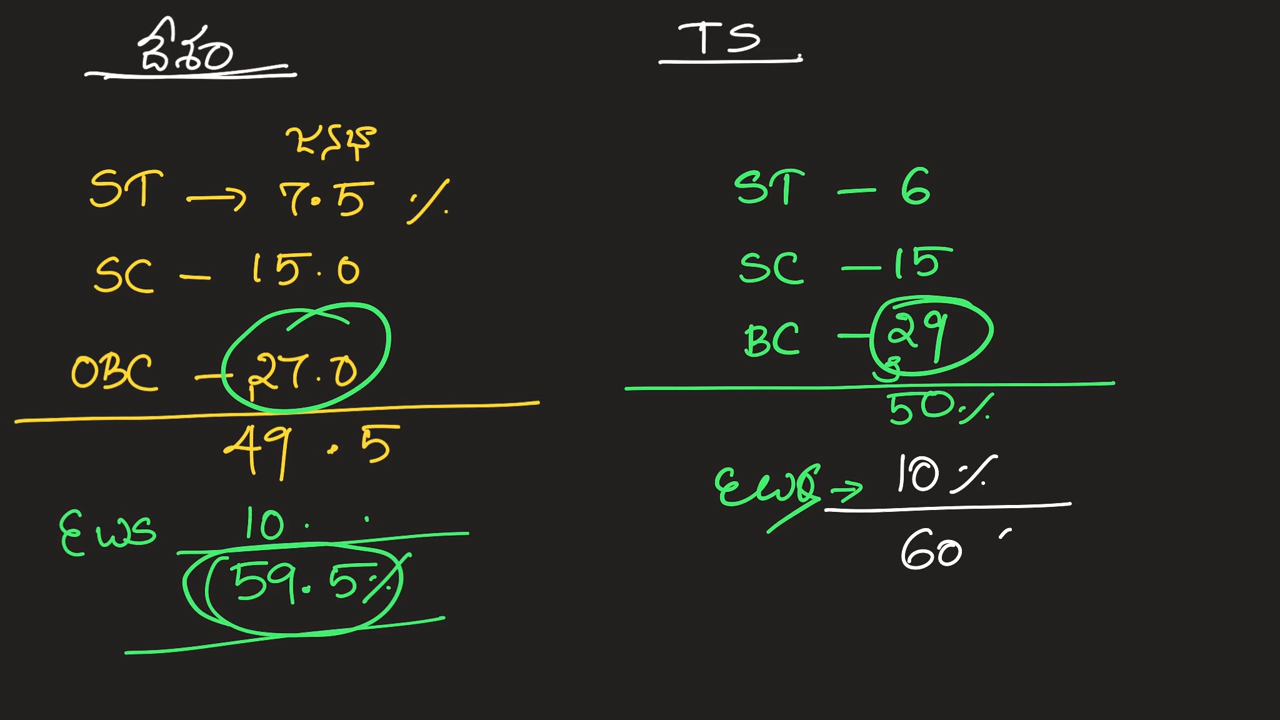 దేశం
జనాభా
ST → 7.5 %
SC - 15.0
OBC - 27.0
49.5
EWS 10.
59.5%
TS
ST - 6
SC - 15
BC - 29
50%
EWS → 10%
60